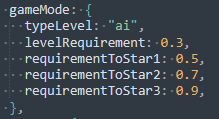 gameMode: {
typeLevel: "ai",
levelRequirement: 0.3,
requirementToStar1: 0.5,
requirementToStar2: 0.7,
requirementToStar3: 0.9,
},